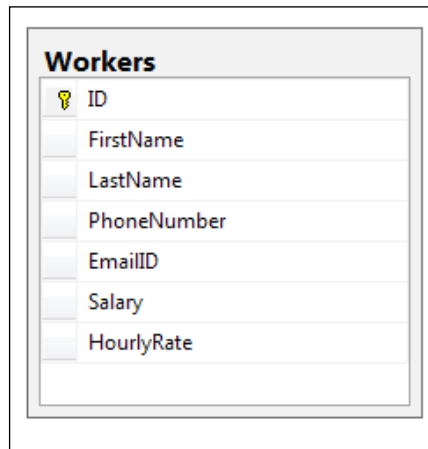 Workers
ID
FirstName
LastName
PhoneNumber
EmailID
Salary
HourlyRate